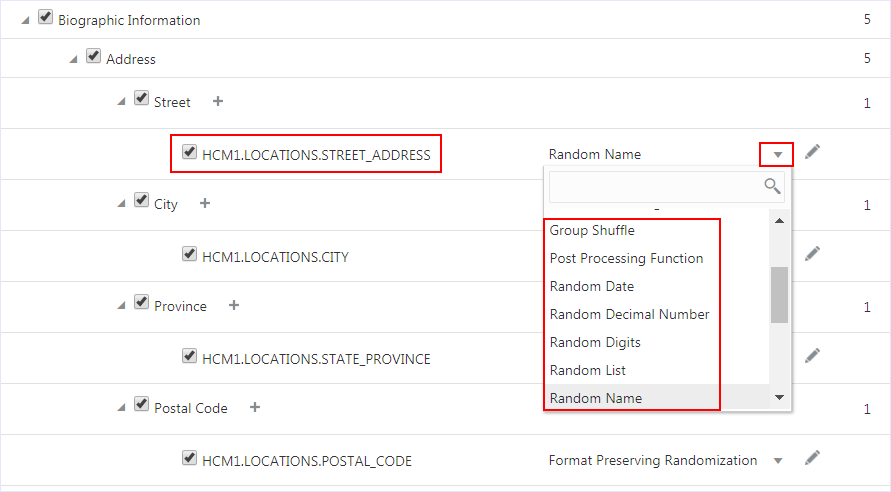 Biographic Information 5
Address 5
Street + 1
HCM1.LOCATIONS.STREET_ADDRESS Random Name
City + 1
Group Shuffle
HCM1.LOCATIONS.CITY Post Processing Function
Random Date
Province + 1
Random Decimal Number
Random Digits
HCM1.LOCATIONS.STATE_PROVINCE
Random List
Random Name
Postal Code + 1
HCM1.LOCATIONS.POSTAL_CODE Format Preserving Randomization